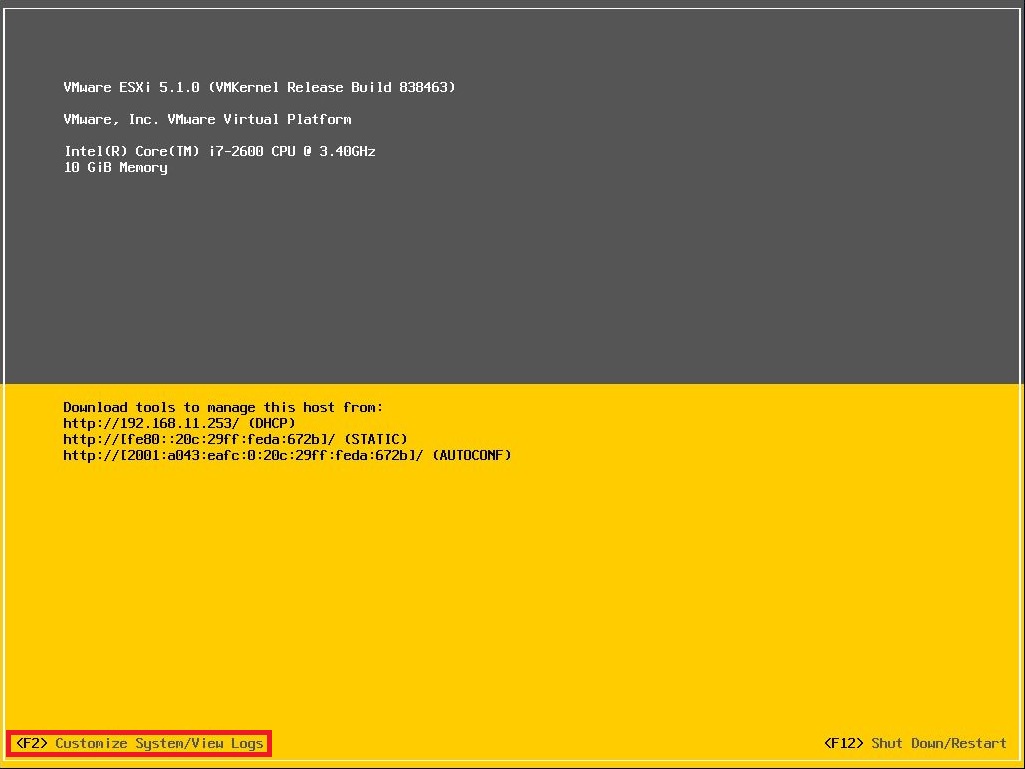 VMware ESXi 5.1.0 (VMKernel Release Build 838463)
VMware, Inc. VMware Virtual Platform
Intel(R) Core(TM) i7-2600 CPU @ 3.40GHz
10 GiB Memory
Download tools to manage this host from:
http://192.168.11.253/ (DHCP)
http://[fe80::20c:29ff:feda:672b]/ (STATIC)
http://[2001:a043:eafc:0:20c:29ff:feda:672b]/ (AUTOCONF)
<F2> Customize System/View Logs
<F12> Shut Down/Restart